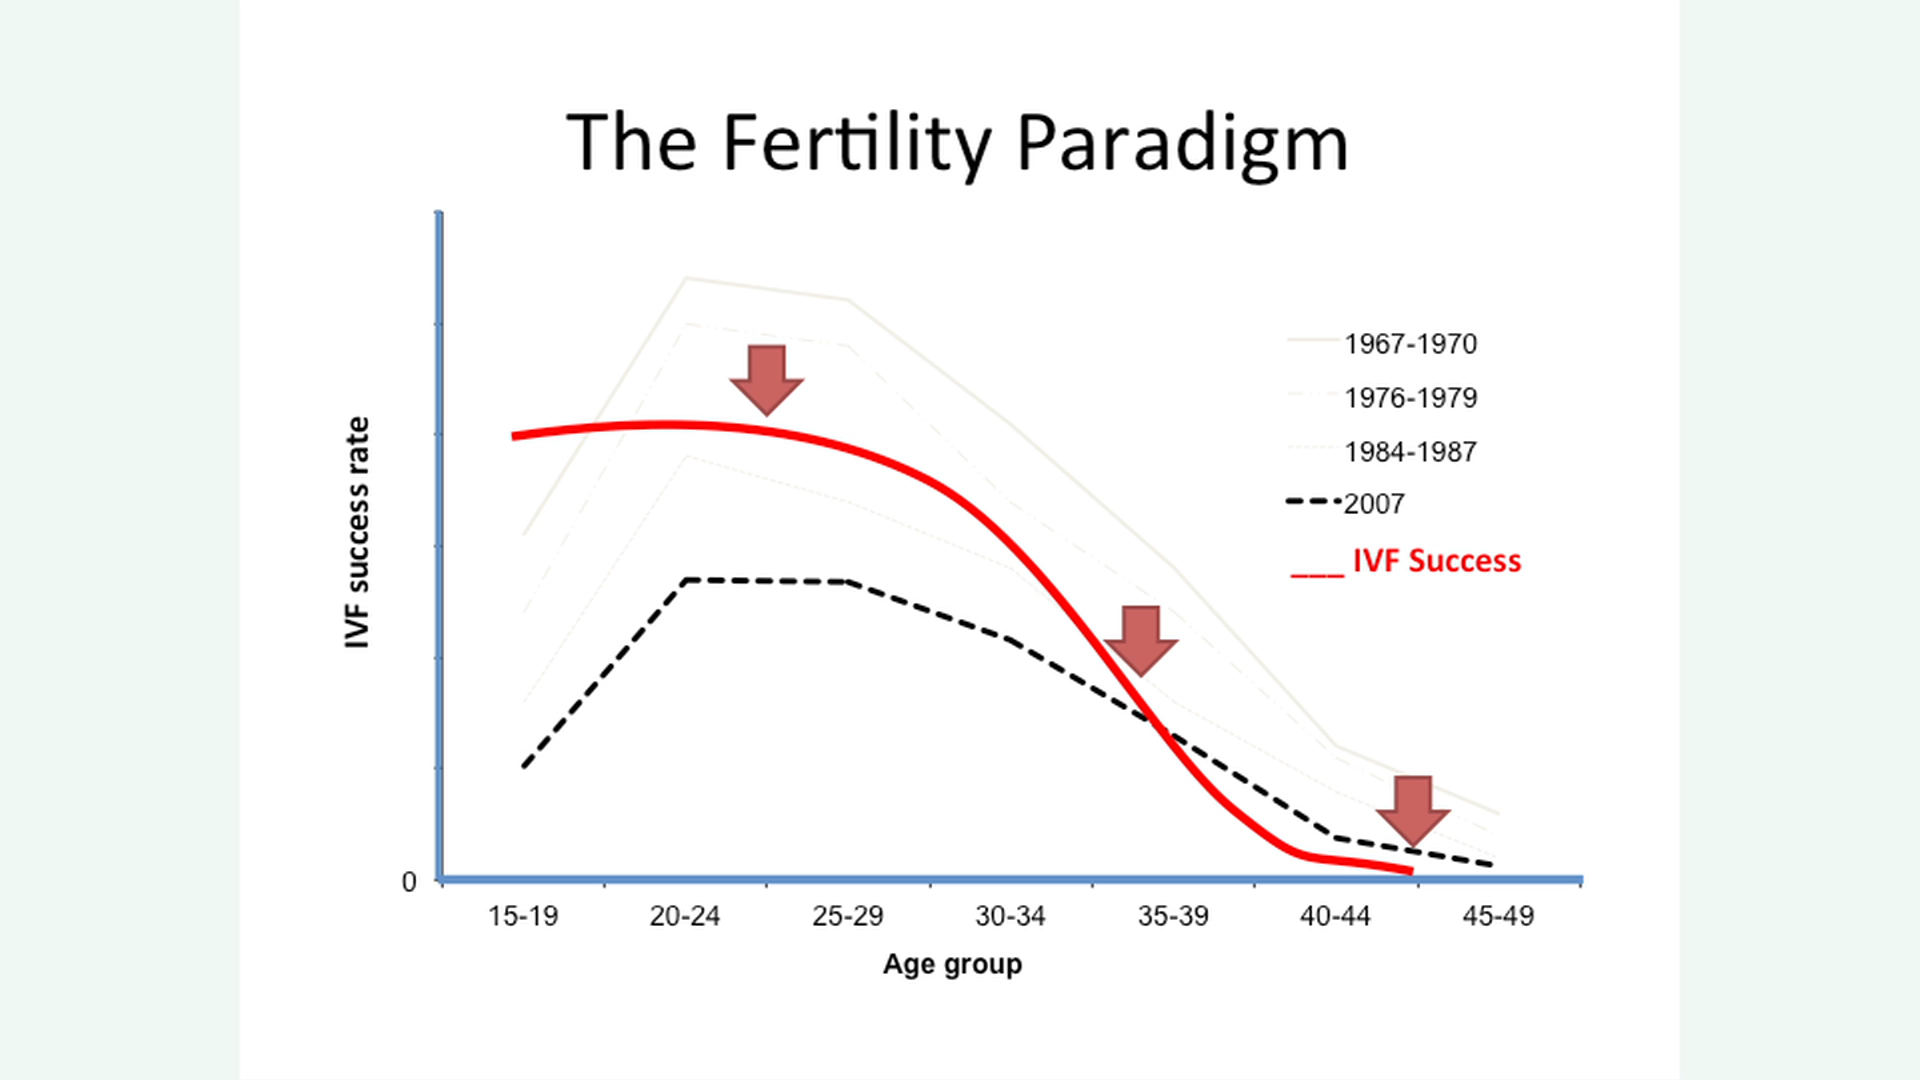 The Fertility Paradigm
IVF success rate
1967-1970
1976-1979
1984-1987
2007
___ IVF Success
0
15-19 20-24 25-29 30-34 35-39 40-44 45-49
Age group